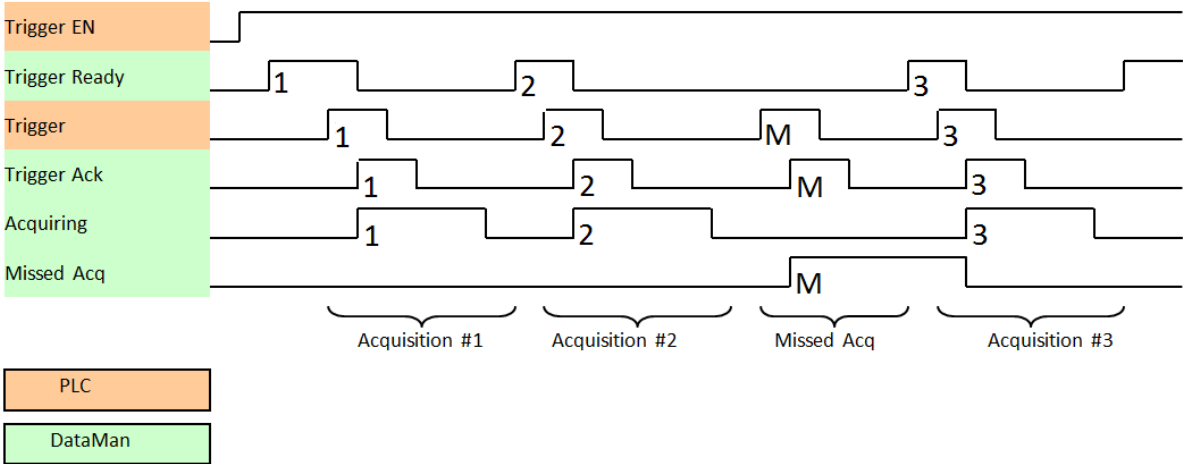 Trigger EN
Trigger Ready 1 2 3
Trigger 1 2 M 3
Trigger Ack 1 2 M 3
Acquiring 1 2 3
Missed Acq M
Acquisition #1 Acquisition #2 Missed Acq Acquisition #3
PLC
DataMan